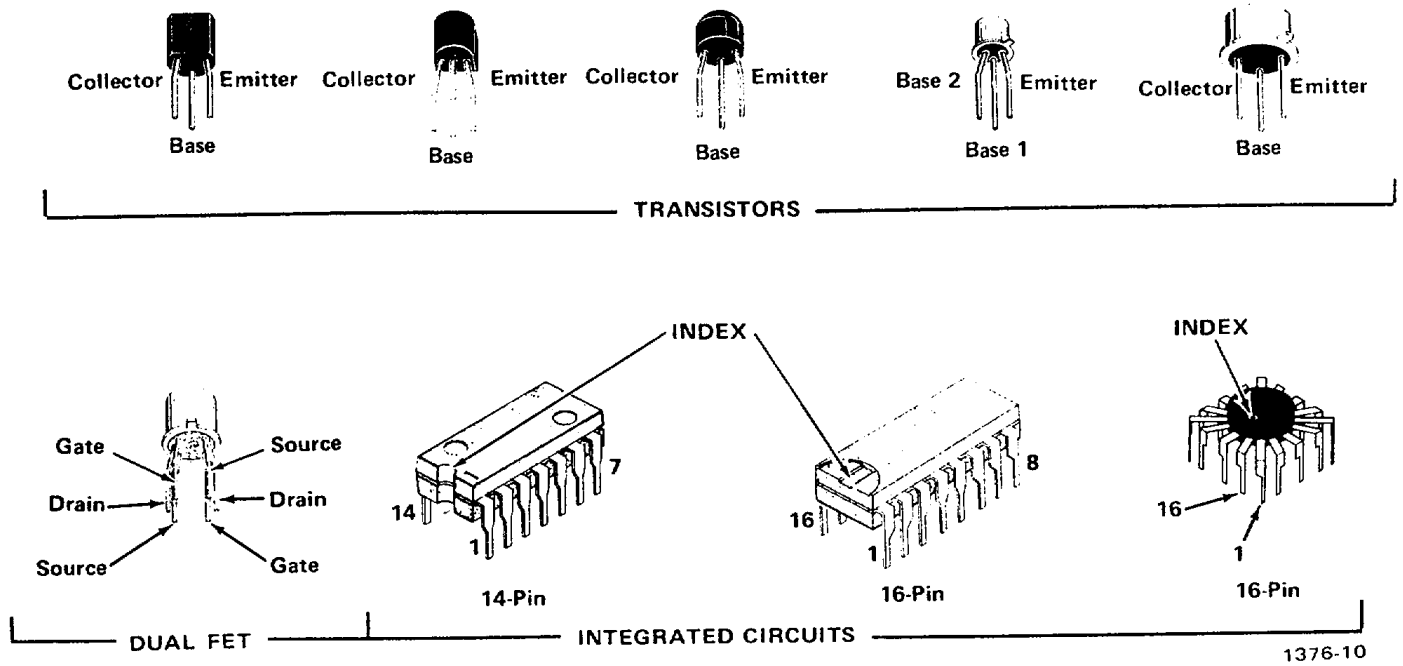 Collector Emitter
Base
Collector Emitter
Base
Collector Emitter
Base
Base 2 Emitter
Base 1
Collector Emitter
Base
TRANSISTORS
INDEX
INDEX
Gate Source
Drain Drain
Source Gate
14 7
1
14-Pin
16 8
1
16-Pin
16
1
16-Pin
DUAL FET
INTEGRATED CIRCUITS
1376-10